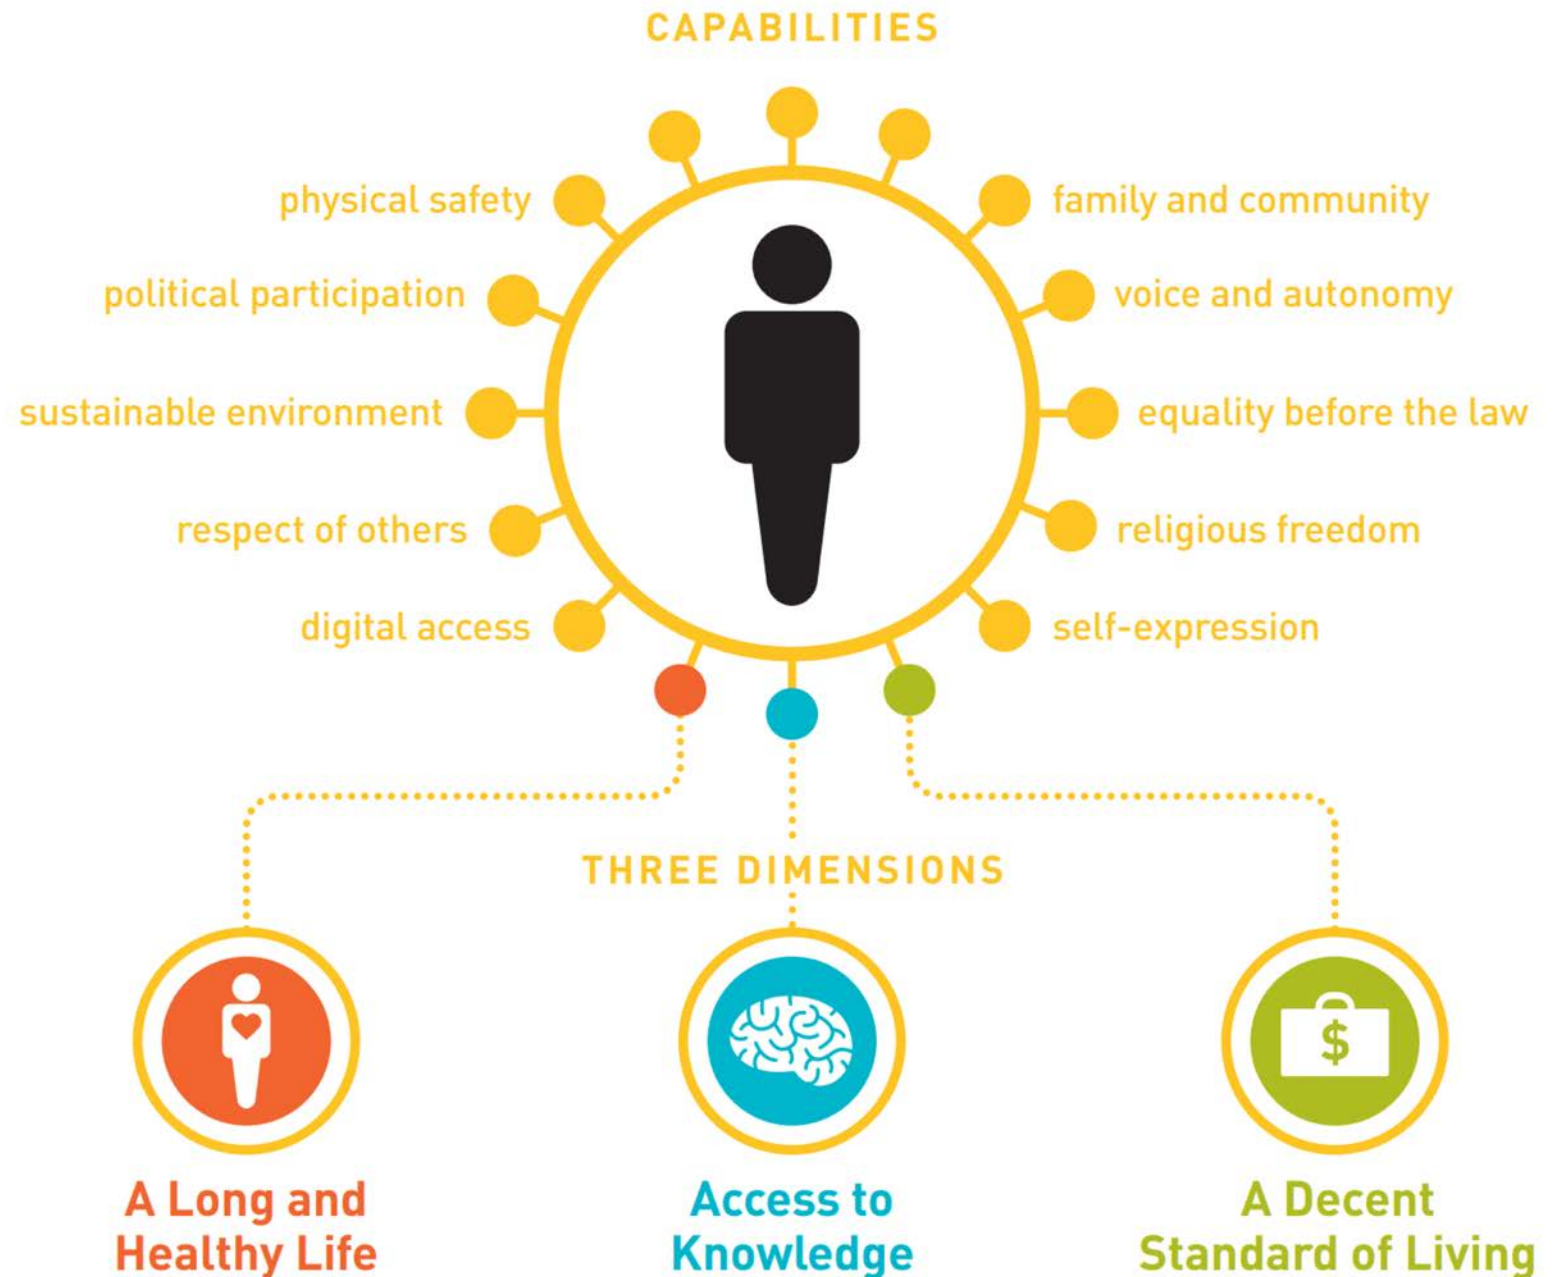 CAPABILITIES
physical safety
family and community
political participation
voice and autonomy
sustainable environment
equality before the law
respect of others
religious freedom
digital access
self-expression
THREE DIMENSIONS
$
A Long and
Healthy Life
Access to
Knowledge
A Decent
Standard of Living